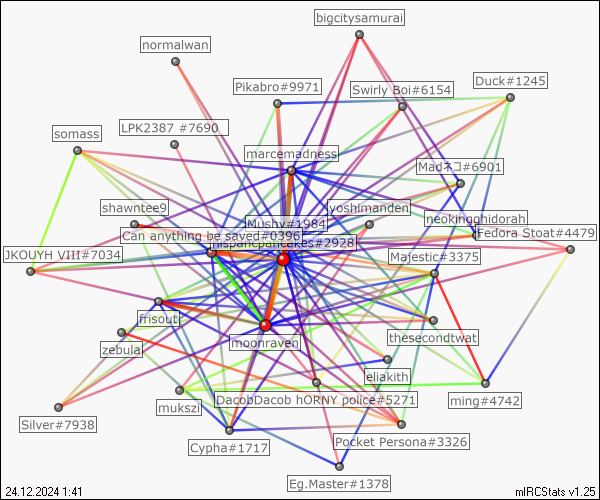 bigcitysamurai
normalwan
Pikabro#9971
Swirly Boi#6154
Duck#1245
LPK2387 #7690
somass
marcemadness
Madネコ#6901
shawntee9
yoshimanden
Mushy#1984
neokingghidorah
Can anything be saved#0396
Fedora Stoat#4479
hispanicpancakes#2928
JKOUYH VIII#7034
Majestic#3375
frisout
moonraven
thesecondtwat
zebula
eliakith
DacobDacob hORNY police#5271
mukszi
ming#4742
Silver#7938
Cypha#1717
Pocket Persona#3326
Eg.Master#1378
24.12.2024 1:41
mIRCStats v1.25